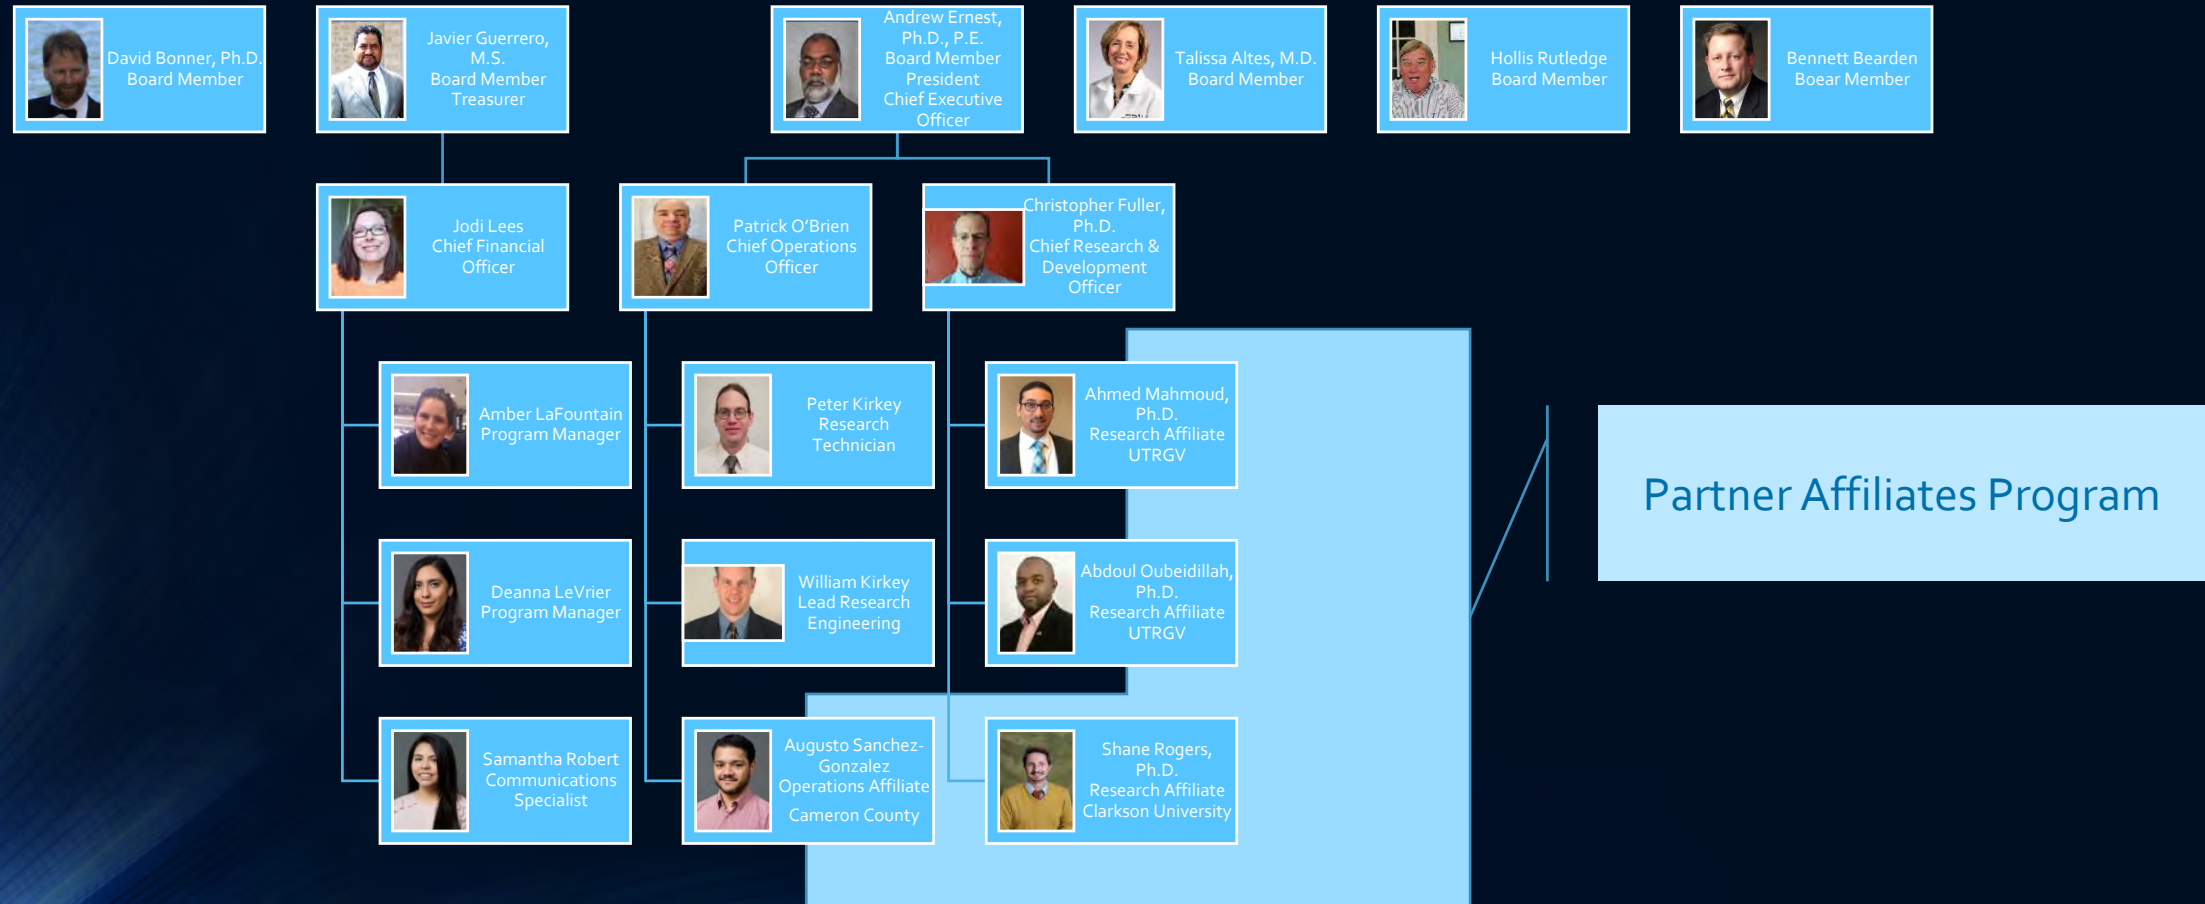 David Bonner, Ph.D.
Board Member
Javier Guerrero,
M.S.
Board Member
Treasurer
Andrew Ernest,
Ph.D., P.E.
Board Member
President
Chief Executive
Officer
Talissa Altes, M.D.
Board Member
Hollis Rutledge
Board Member
Bennett Bearden
Boear Member
Jodi Lees
Chief Financial
Officer
Patrick O’Brien
Chief Operations
Officer
Christopher Fuller,
Ph.D.
Chief Research &
Development
Officer
Amber LaFountain
Program Manager
Peter Kirkey
Research
Technician
Ahmed Mahmoud,
Ph.D.
Research Affiliate
UTRGV
Partner Affiliates Program
Deanna LeVrier
Program Manager
William Kirkey
Lead Research
Engineering
Abdoul Oubeidillah,
Ph.D.
Research Affiliate
UTRGV
Samantha Robert
Communications
Specialist
Augusto Sanchez-
Gonzalez
Operations Affiliate
Cameron County
Shane Rogers,
Ph.D.
Research Affiliate
Clarkson University